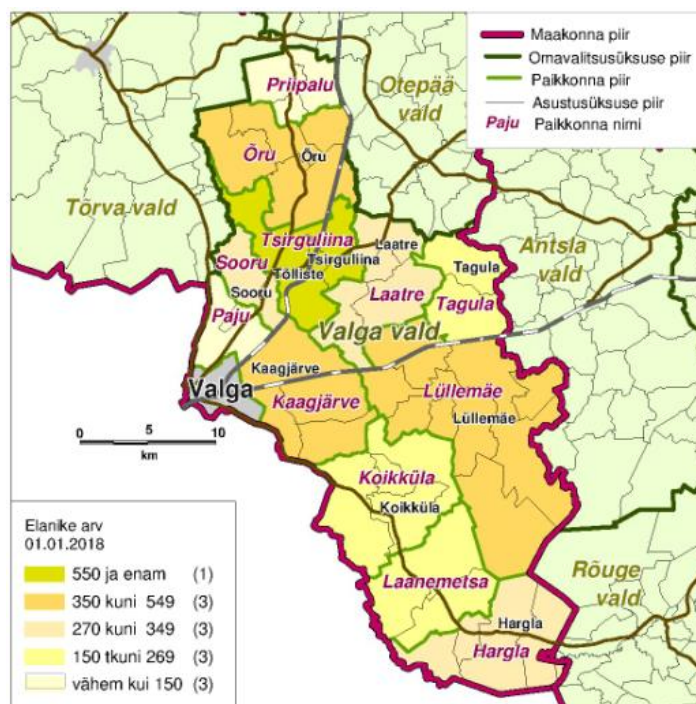 Maakonna piir
Omavalitsusüksuse piir
Paikkonna piir
Asustusüksuse piir
Paju Paikkonna nimi
Priipalu
Otepää
vald
Õru
Õru
Tõrva vald
Antsla
vald
Tsirguliina
Laatre
Tsirguliina
Sooru
Tõlliste
Tagula
Sooru
Laatre
Tagula
Paju
Valga vald
Kaagjärve
Valga
Kaagjärve
Lüllemäe
Lüllemäe
0 5 10
km
Koikküla
Koikküla
Laanemetsa
Rõuge
vald
Hargla
Hargla
Elanike arv
01.01.2018
550 ja enam (1)
350 kuni 549 (3)
270 kuni 349 (3)
150 tkuni 269 (3)
vähem kui 150 (3)